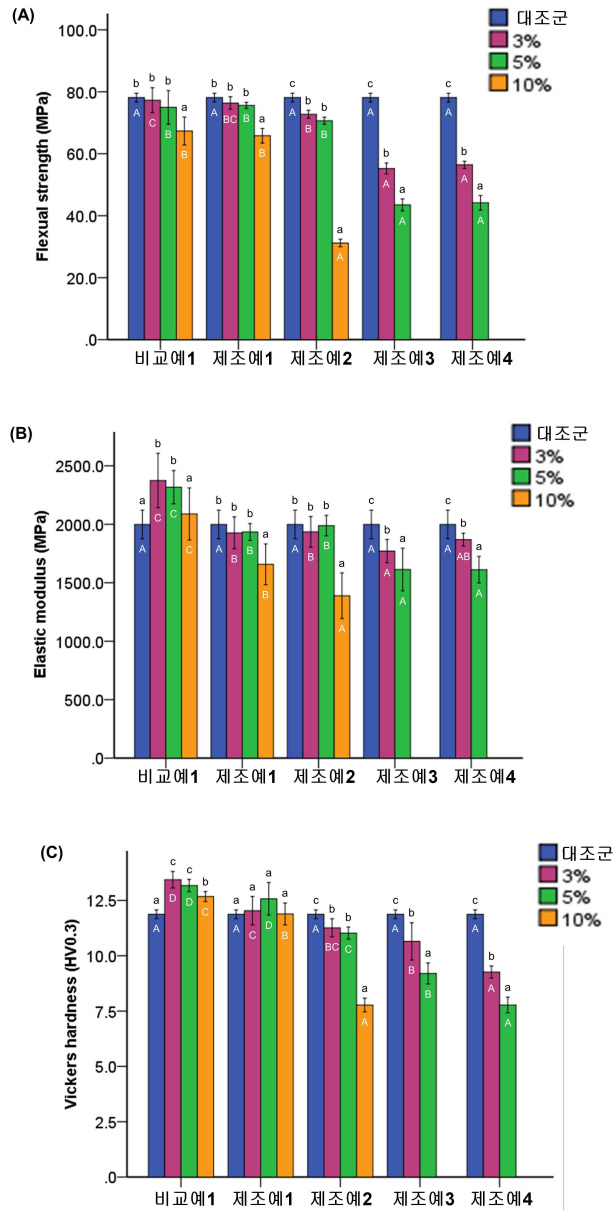 (A)
대조군
3%
5%
10%
Flexual strength (MPa)
100.0
80.0
60.0
40.0
20.0
.0
b b b a
b b b a
c b b a
c b a
c b a
A C B B
A BC B B
A B B A
A A A
A A A
비교예1 제조예1 제조예2 제조예3 제조예4
(B)
대조군
3%
5%
10%
Elastic modulus (MPa)
2500.0
2000.0
1500.0
1000.0
500.0
.0
a b b a
b b b a
b b b a
c b a
c b a
A C C C
A B B B
A B B A
A A A
A AB A
비교예1 제조예1 제조예2 제조예3 제조예4
(C)
대조군
3%
5%
10%
Vickers hardness (HV0.3)
12.5
10.0
7.5
5.0
2.5
.0
a c c b
a a a a
c b b a
c b a
c b a
A D D C
A C D B
A BC C A
A B B
A A A
비교예1 제조예1 제조예2 제조예3 제조예4